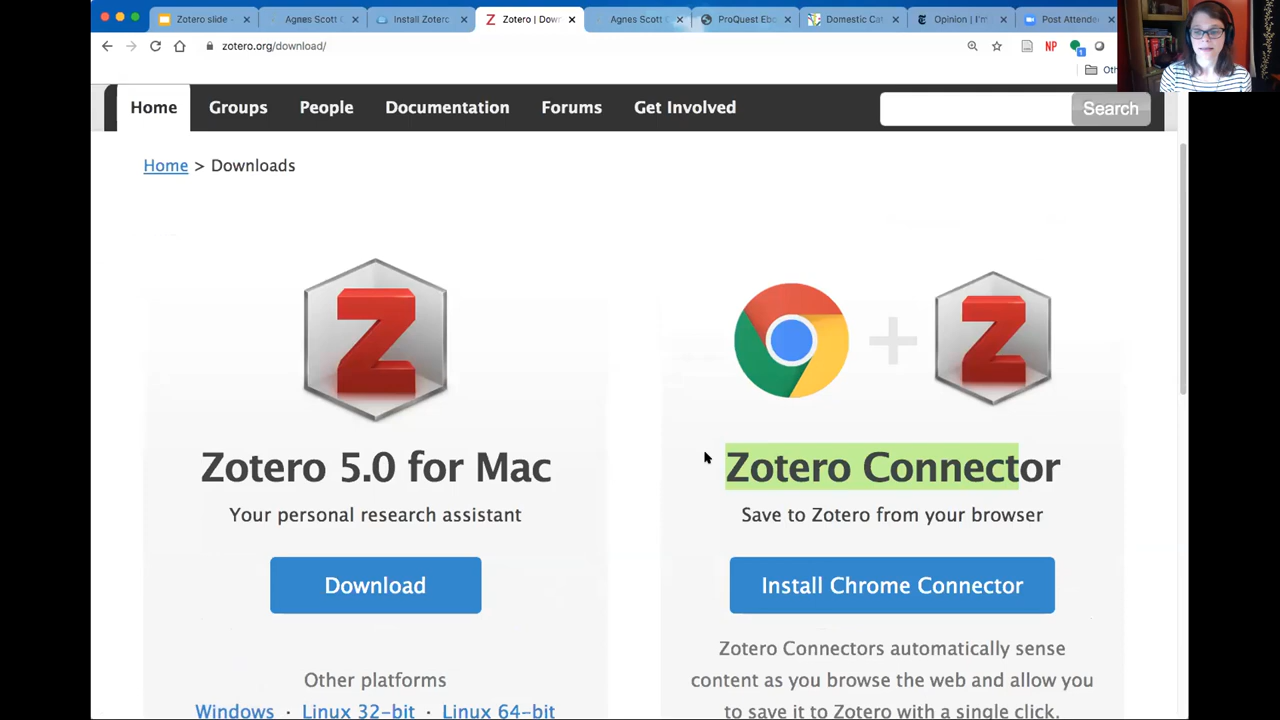 Zotero slide -
Agnes Scott C
Install Zotero
Zotero | Dow
Agnes Scott C
ProQuest Ebo
Domestic Cat
Opinion | I'm
Post Attende
zotero.org/download/
NP
1
Oth
Home
Groups
People
Documentation
Forums
Get Involved
Search
Home > Downloads
Z
Z
Zotero 5.0 for Mac
Your personal research assistant
Download
Other platforms
Windows · Linux 32-bit · Linux 64-bit
Zotero Connector
Save to Zotero from your browser
Install Chrome Connector
Zotero Connectors automatically sense
content as you browse the web and allow you
to save it to Zotero with a single click.